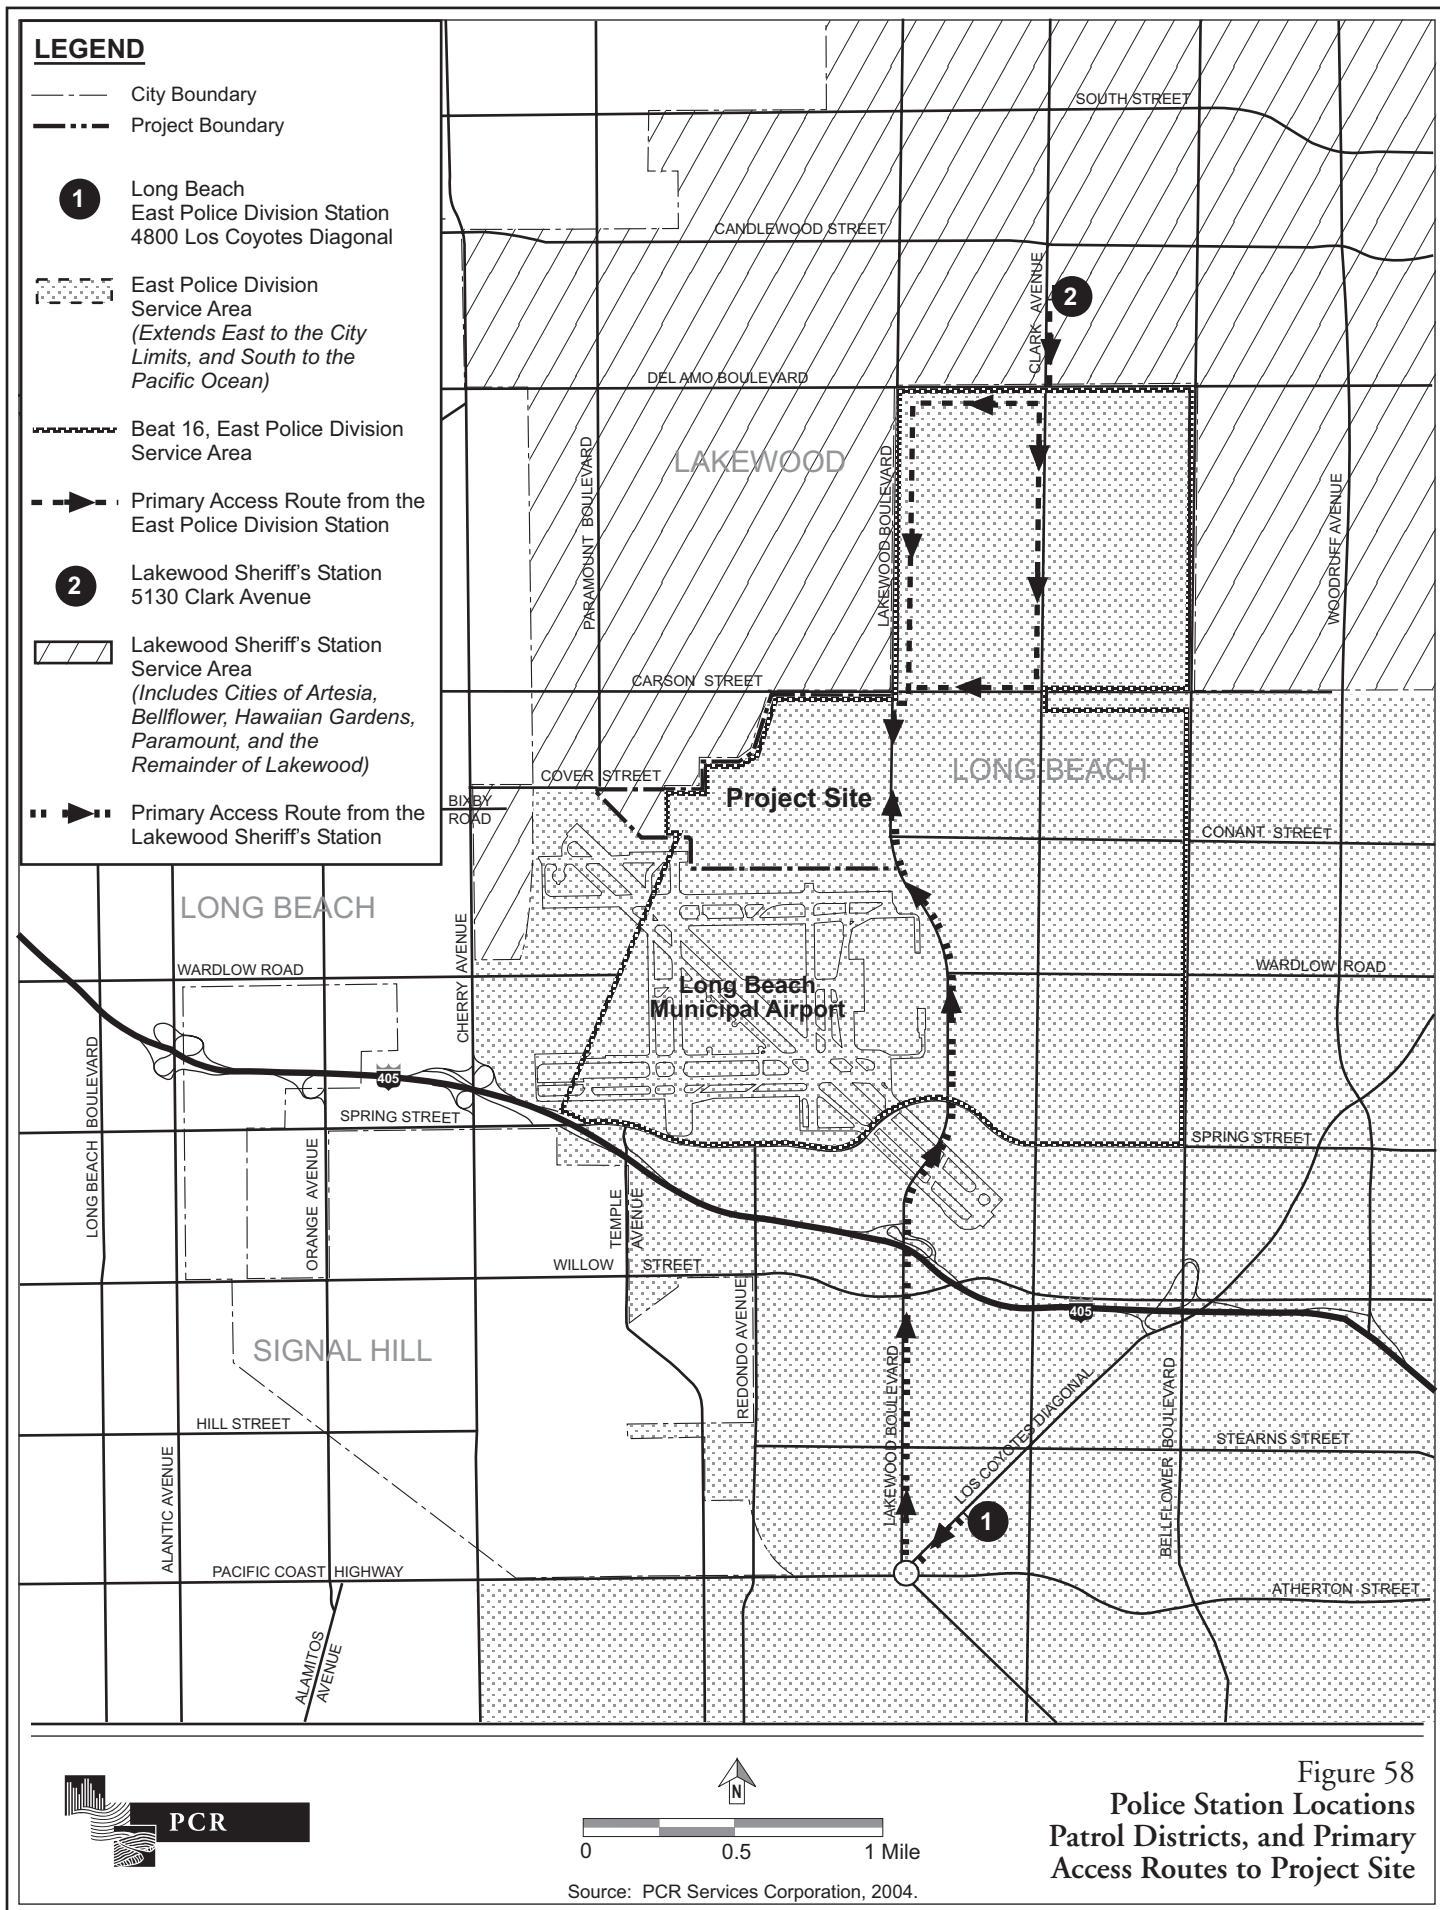 LEGEND
City Boundary
Project Boundary
1
Long Beach
East Police Division Station
4800 Los Coyotes Diagonal
East Police Division
Service Area
(Extends East to the City
Limits, and South to the
Pacific Ocean)
Beat 16, East Police Division
Service Area
Primary Access Route from the
East Police Division Station
2
Lakewood Sheriff's Station
5130 Clark Avenue
Lakewood Sheriff's Station
Service Area
(Includes Cities of Artesia,
Bellflower, Hawaiian Gardens,
Paramount, and the
Remainder of Lakewood)
Primary Access Route from the
Lakewood Sheriff's Station
SOUTH STREET
CANDLEWOOD STREET
CLARK AVENUE
2
DEL AMO BOULEVARD
LAKEWOOD
PARAMOUNT BOULEVARD
LAKEWOOD BOULEVARD
WOODRUFF AVENUE
CARSON STREET
COVER STREET
BIXBY
ROAD
Project Site
LONG BEACH
CONANT STREET
LONG BEACH
CHERRY AVENUE
WARDLOW ROAD
WARDLOW ROAD
Long Beach
Municipal Airport
LONG BEACH BOULEVARD
405
SPRING STREET
SPRING STREET
ORANGE AVENUE
TEMPLE
AVENUE
WILLOW STREET
REDONDO AVENUE
405
SIGNAL HILL
LAKEWOOD BOULEVARD
LOS COYOTES DIAGONAL
BELLFLOWER BOULEVARD
HILL STREET
STEARNS STREET
ALANTIC AVENUE
1
PACIFIC COAST HIGHWAY
ATHERTON STREET
ALAMITOS
AVENUE
PCR
N
0 0.5 1 Mile
Source: PCR Services Corporation, 2004.
Figure 58
Police Station Locations
Patrol Districts, and Primary
Access Routes to Project Site